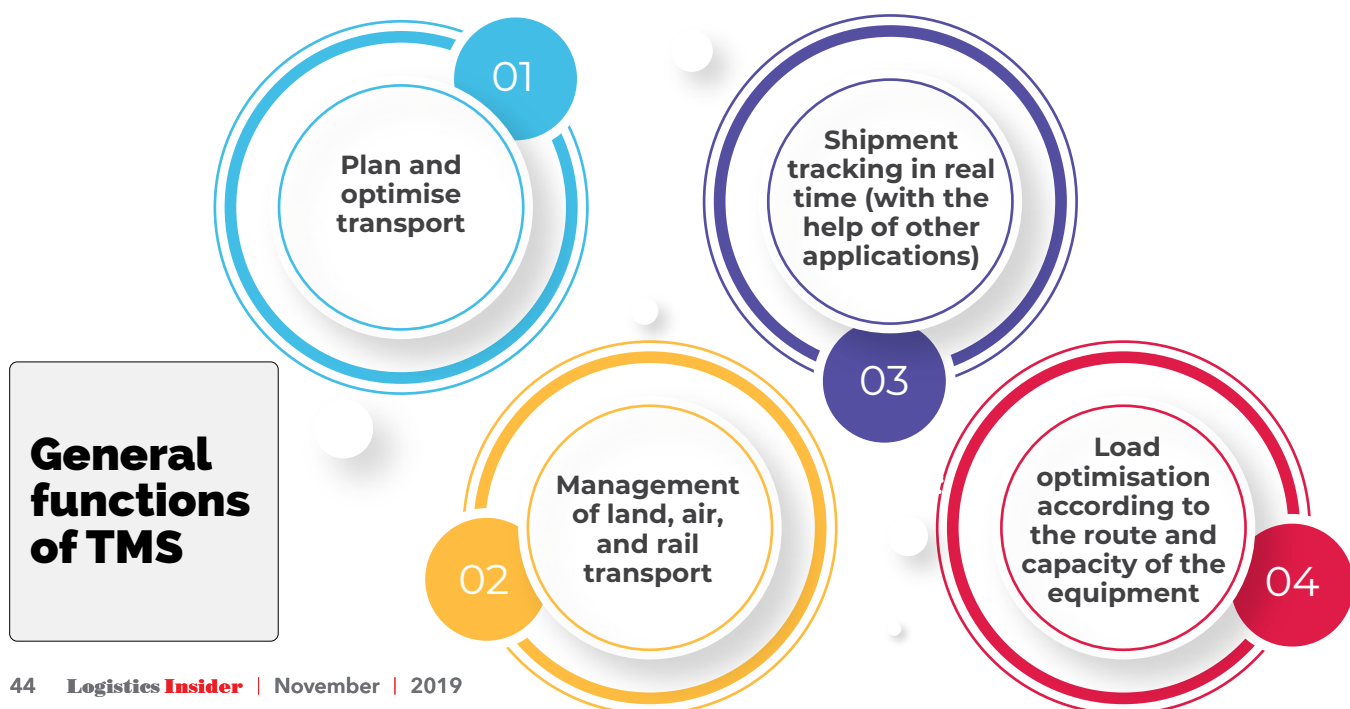 General
functions
of TMS
01
Plan and
optimise
transport
02
Management
of land, air,
and rail
transport
03
Shipment
tracking in real
time (with the
help of other
applications)
04
Load
optimisation
according to
the route and
capacity of the
equipment
44 Logistics Insider | November | 2019